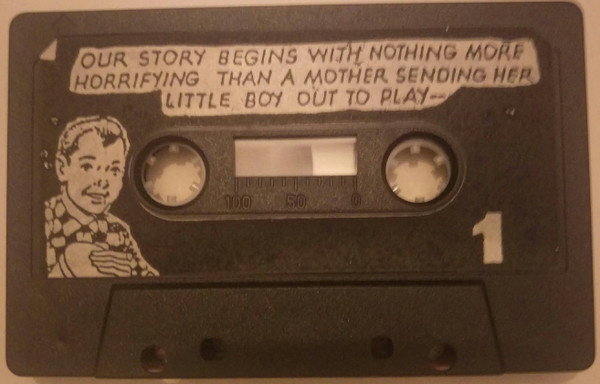 OUR STORY BEGINS WITH NOTHING MORE
HORRIFYING THAN A MOTHER SENDING HER
LITTLE BOY OUT TO PLAY--
100 50 0
1